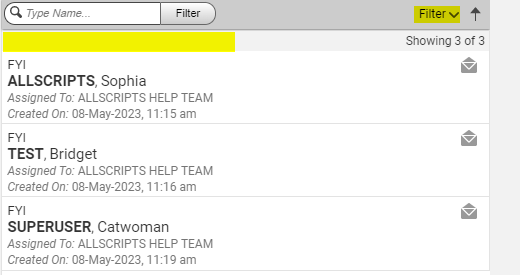 Type Name... Filter Filter
Showing 3 of 3
FYI
ALLSCRIPTS, Sophia
Assigned To: ALLSCRIPTS HELP TEAM
Created On: 08-May-2023, 11:15 am
FYI
TEST, Bridget
Assigned To: ALLSCRIPTS HELP TEAM
Created On: 08-May-2023, 11:16 am
FYI
SUPERUSER, Catwoman
Assigned To: ALLSCRIPTS HELP TEAM
Created On: 08-May-2023, 11:19 am